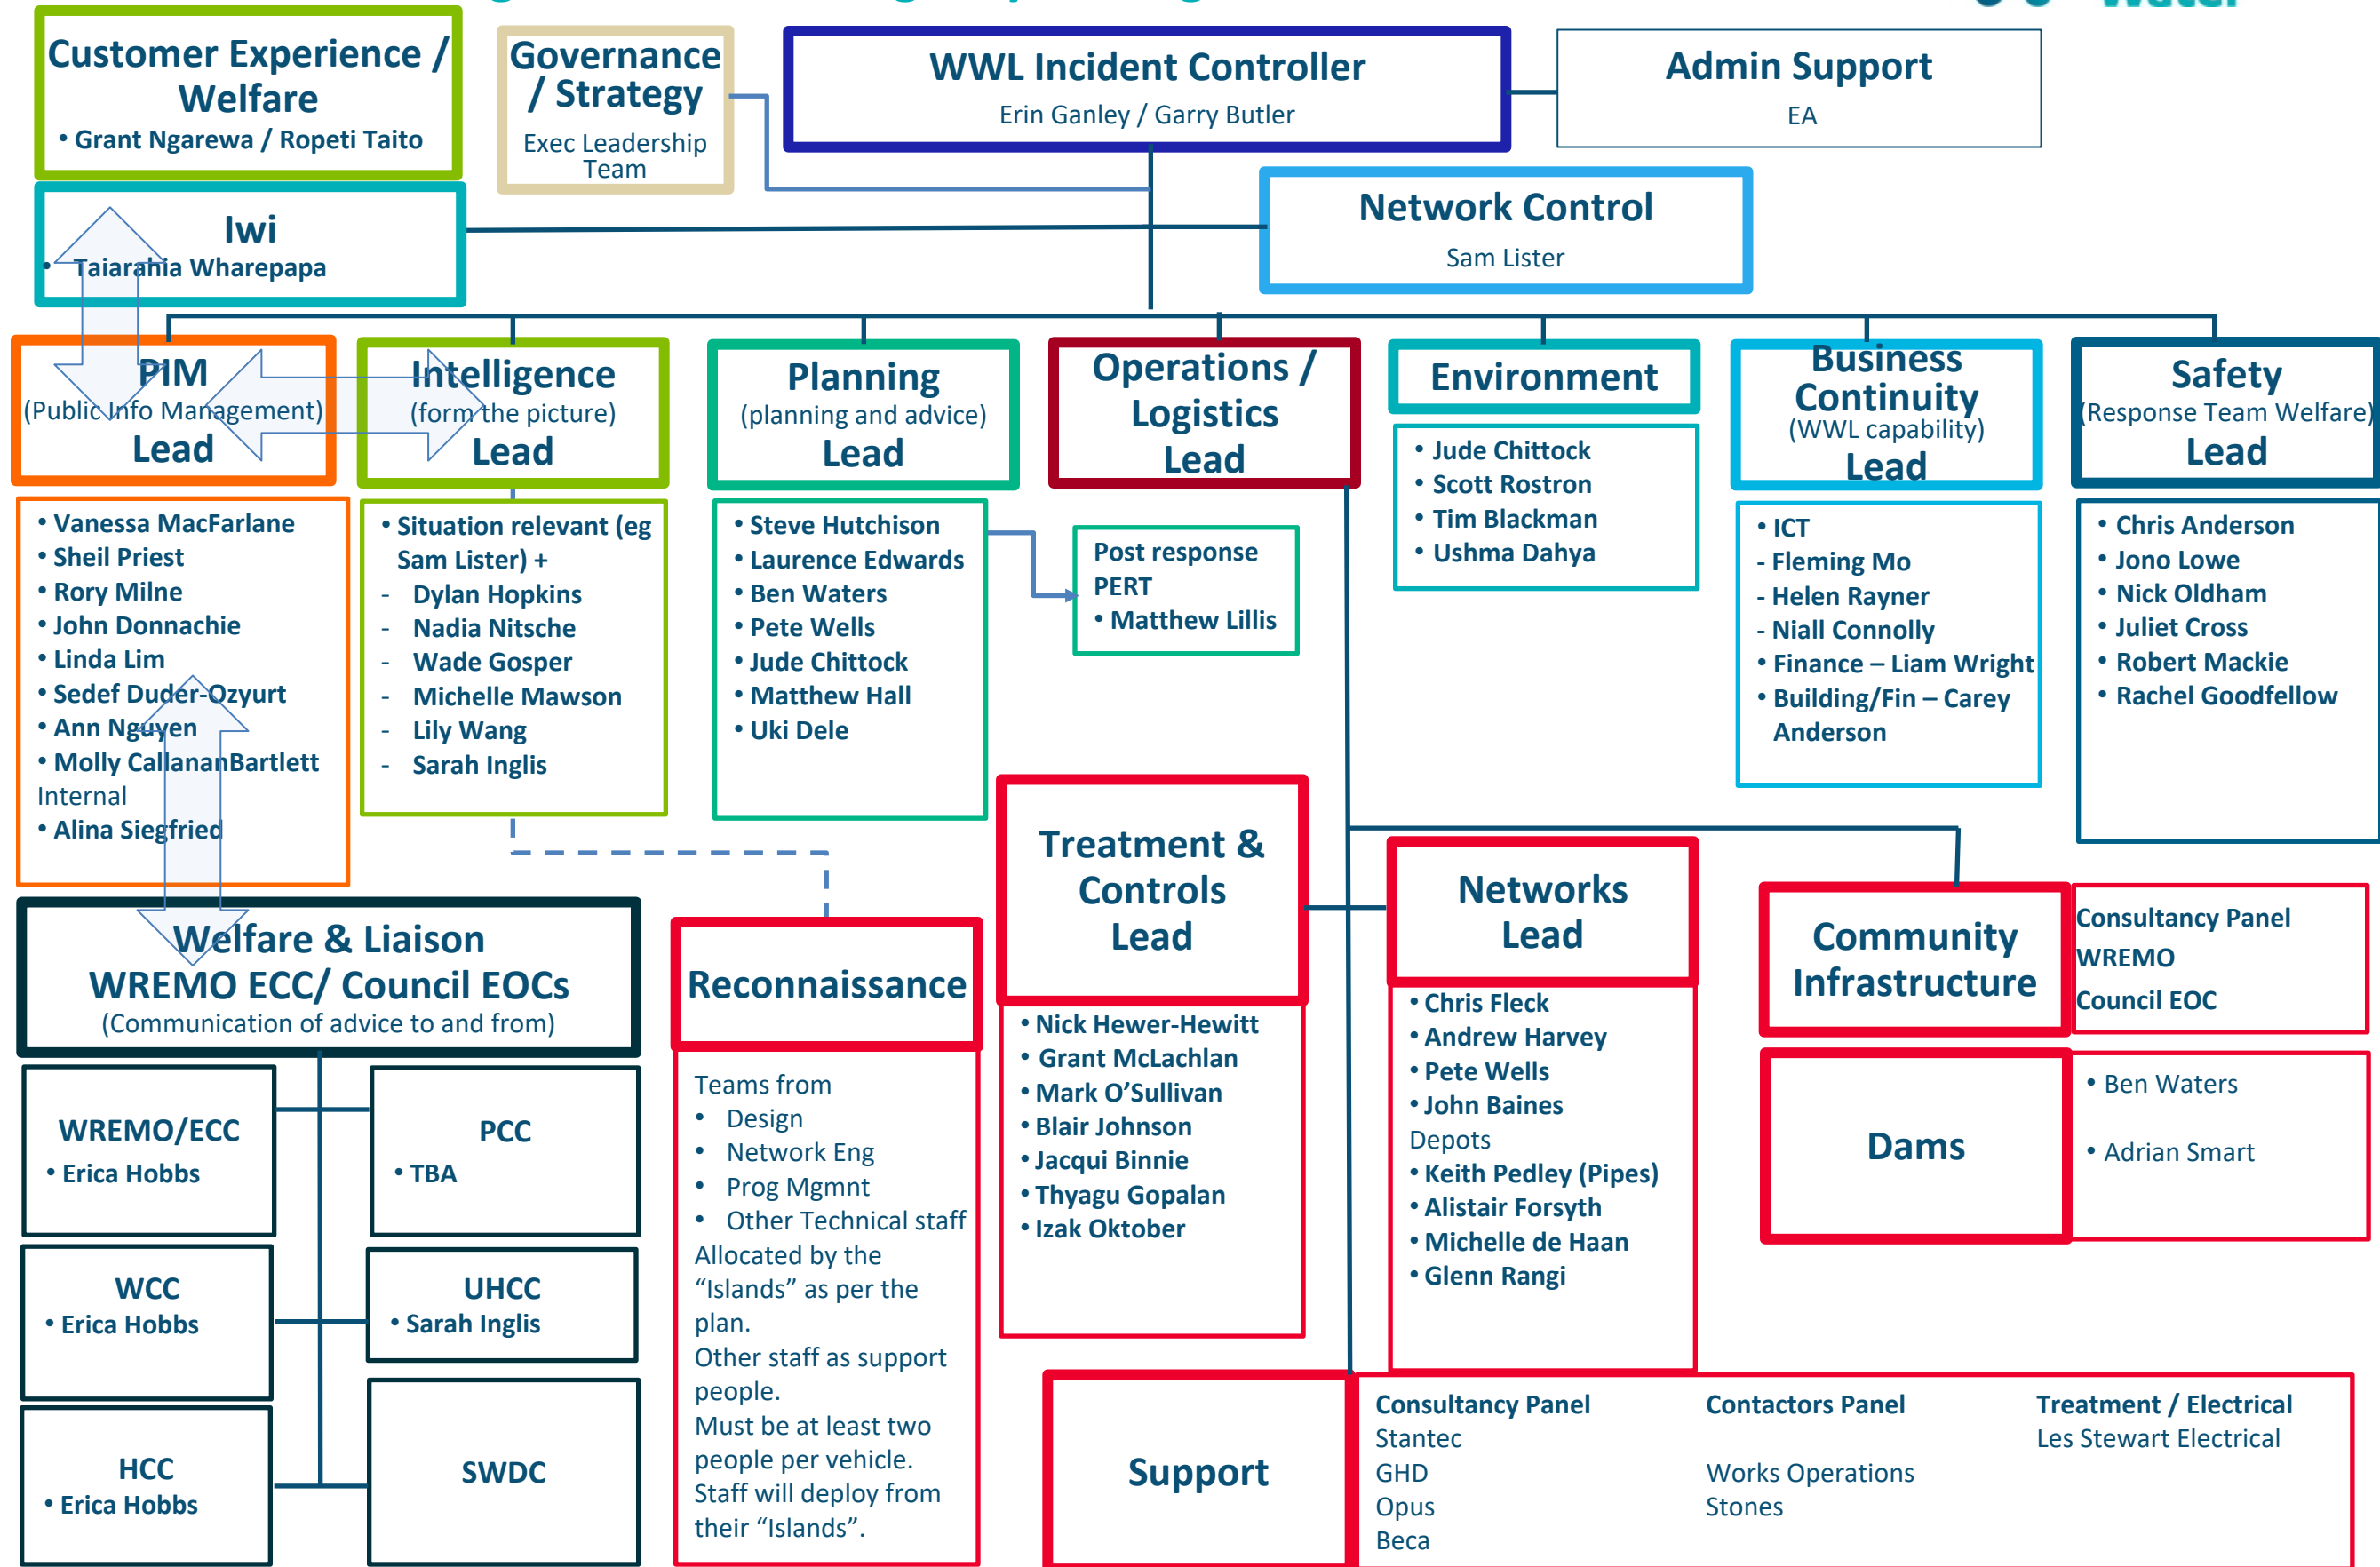 Customer Experience /
Welfare
• Grant Ngarewa / Ropeti Taito
Governance
/ Strategy
Exec Leadership
Team
WWL Incident Controller
Erin Ganley / Garry Butler
Admin Support
EA
Iwi
• Taiarahia Wharepapa
Network Control
Sam Lister
PIM
(Public Info Management)
Lead
Intelligence
(form the picture)
Lead
Planning
(planning and advice)
Lead
Operations /
Logistics
Lead
Environment
Business
Continuity
(WWL capability)
Lead
Safety
(Response Team Welfare)
Lead
• Vanessa MacFarlane
• Sheil Priest
• Rory Milne
• John Donnachie
• Linda Lim
• Sedef Duder-Ozyurt
• Ann Nguyen
• Molly CallananBartlett
Internal
• Alina Siegfried
• Situation relevant (eg
Sam Lister) +
- Dylan Hopkins
- Nadia Nitsche
- Wade Gosper
- Michelle Mawson
- Lily Wang
- Sarah Inglis
• Steve Hutchison
• Laurence Edwards
• Ben Waters
• Pete Wells
• Jude Chittock
• Matthew Hall
• Uki Dele
Post response
PERT
• Matthew Lillis
• Jude Chittock
• Scott Rostron
• Tim Blackman
• Ushma Dahya
• ICT
- Fleming Mo
- Helen Rayner
- Niall Connolly
• Finance – Liam Wright
• Building/Fin – Carey
Anderson
• Chris Anderson
• Jono Lowe
• Nick Oldham
• Juliet Cross
• Robert Mackie
• Rachel Goodfellow
Welfare & Liaison
WREMO ECC/ Council EOCs
(Communication of advice to and from)
WREMO/ECC
• Erica Hobbs
PCC
• TBA
WCC
• Erica Hobbs
UHCC
• Sarah Inglis
HCC
• Erica Hobbs
SWDC
Reconnaissance
Teams from
• Design
• Network Eng
• Prog Mgmnt
• Other Technical staff
Allocated by the
“Islands” as per the
plan.
Other staff as support
people.
Must be at least two
people per vehicle.
Staff will deploy from
their “Islands”.
Treatment &
Controls
Lead
• Nick Hewer-Hewitt
• Grant McLachlan
• Mark O’Sullivan
• Blair Johnson
• Jacqui Binnie
• Thyagu Gopalan
• Izak Oktober
Networks
Lead
• Chris Fleck
• Andrew Harvey
• Pete Wells
• John Baines
Depots
• Keith Pedley (Pipes)
• Alistair Forsyth
• Michelle de Haan
• Glenn Rangi
Community
Infrastructure
Consultancy Panel
WREMO
Council EOC
Dams
• Ben Waters
• Adrian Smart
Support
Consultancy Panel
Stantec
GHD
Opus
Beca
Contactors Panel
Works Operations
Stones
Treatment / Electrical
Les Stewart Electrical